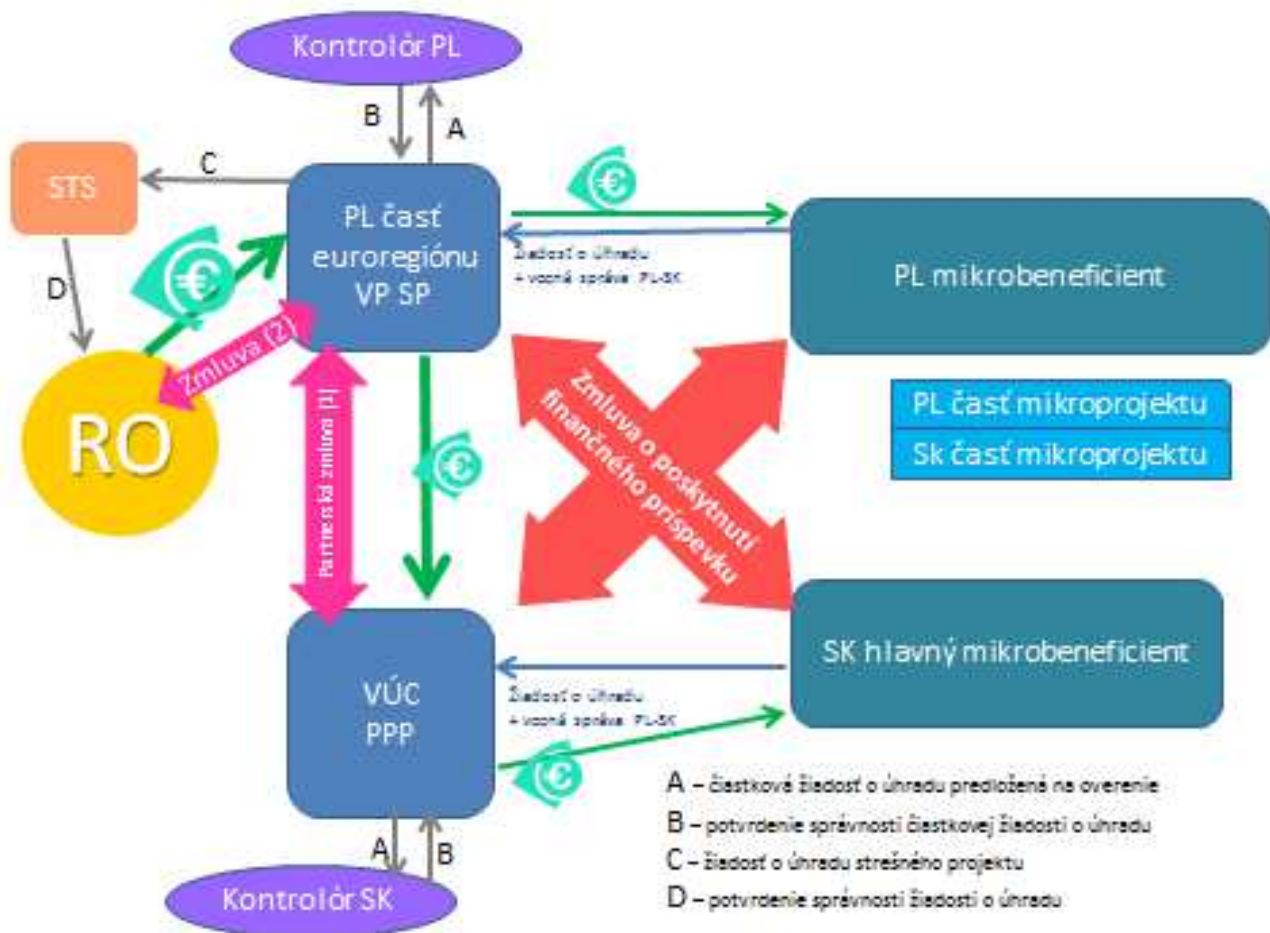 Kontrolór PL
B
A
STS
C
PL časť
euroregiónu
VP SP
€
Žiadosť o úhradu
+ vecná správa PL-SK
PL mikrobeneficient
D
€
Zmluva (2)
RO
Partnerská zmluva (1)
€
Zmluva o poskytnutí
finančného príspevku
PL časť mikroprojektu
Sk časť mikroprojektu
VÚC
PPP
Žiadosť o úhradu
+ vecná správa PL-SK
€
SK hlavný mikrobeneficient
A
B
Kontrolór SK
A – čiastková žiadosť o úhradu predložená na overenie
B – potvrdenie správnosti čiastkovej žiadosti o úhradu
C – žiadosť o úhradu strešného projektu
D – potvrdenie správnosti žiadosti o úhradu